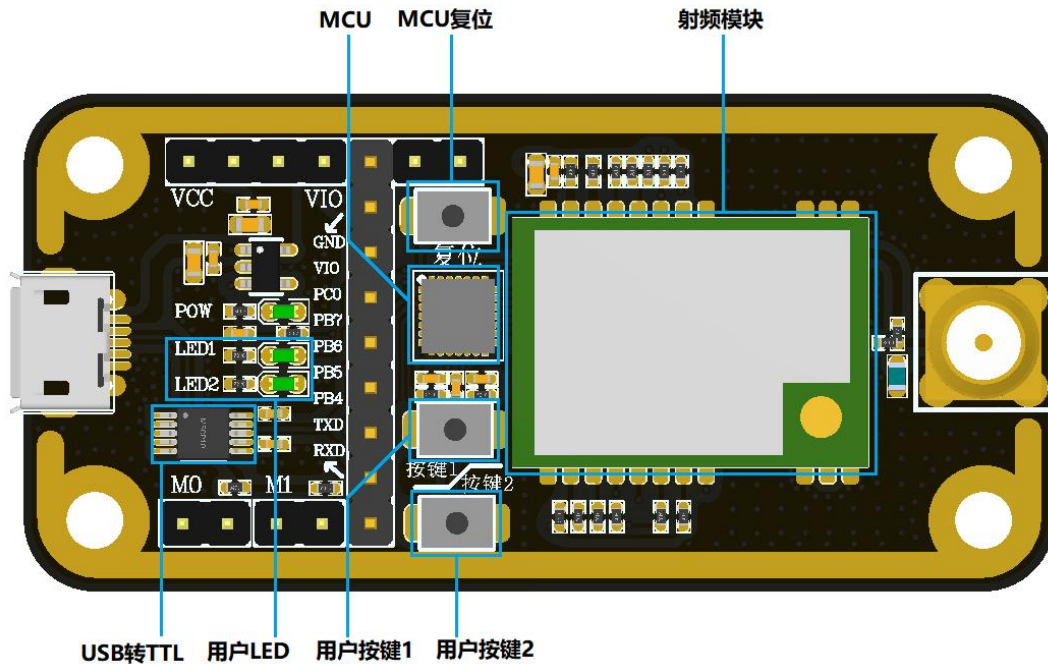 MCU
MCU复位
射频模块
VCC
VIO
GND
复位
VIO
PC0
POW
PB7
LED1
PB6
LED2
PB5
PB4
TXD
RXD
按键1
按键2
M0
M1
USB转TTL
用户LED
用户按键1
用户按键2